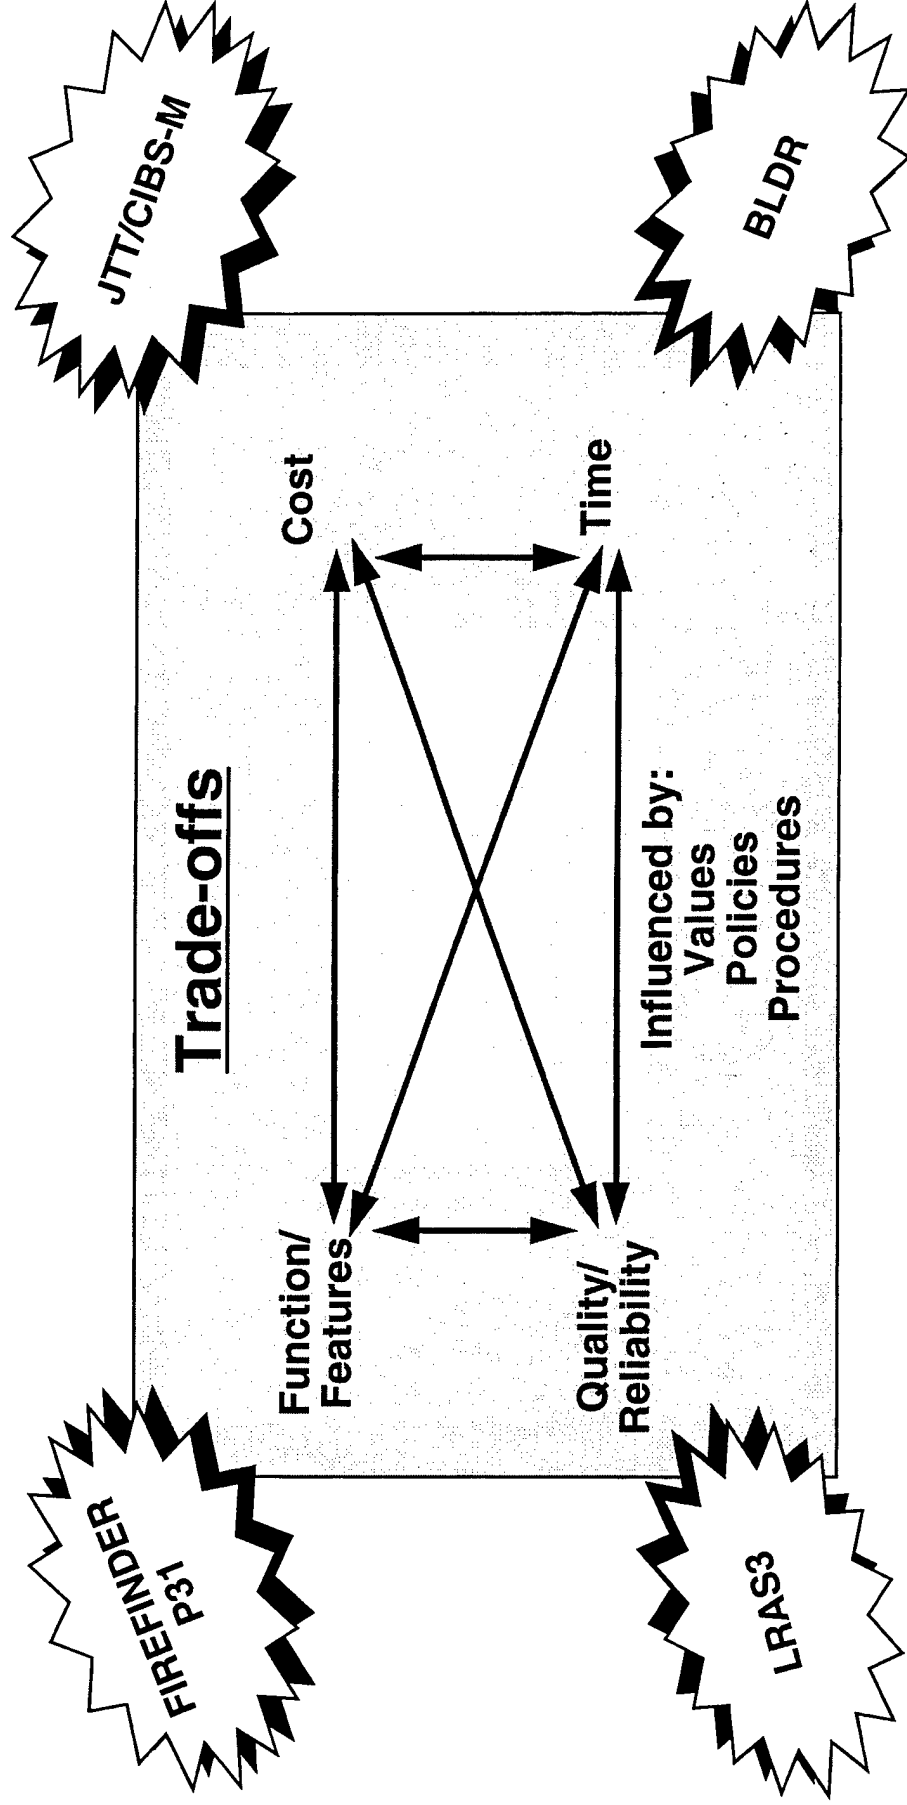 FIREFINDER
P31
JTT/CIBS-M
Trade-offs
Function/
Features
Cost
Quality/
Reliability
Time
Influenced by:
Values
Policies
Procedures
LRAS3
BLDR